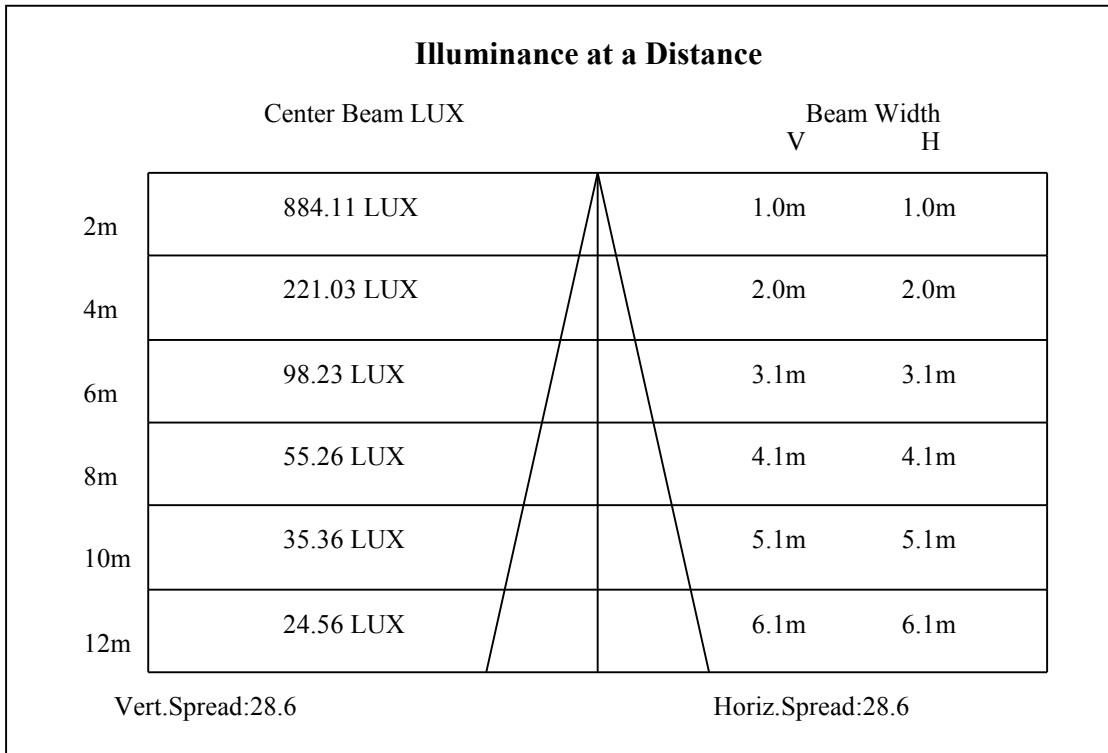 Illuminance at a Distance
Center Beam LUX Beam Width
V H
2m 884.11 LUX 1.0m 1.0m
4m 221.03 LUX 2.0m 2.0m
6m 98.23 LUX 3.1m 3.1m
8m 55.26 LUX 4.1m 4.1m
10m 35.36 LUX 5.1m 5.1m
12m 24.56 LUX 6.1m 6.1m
Vert.Spread:28.6 Horiz.Spread:28.6